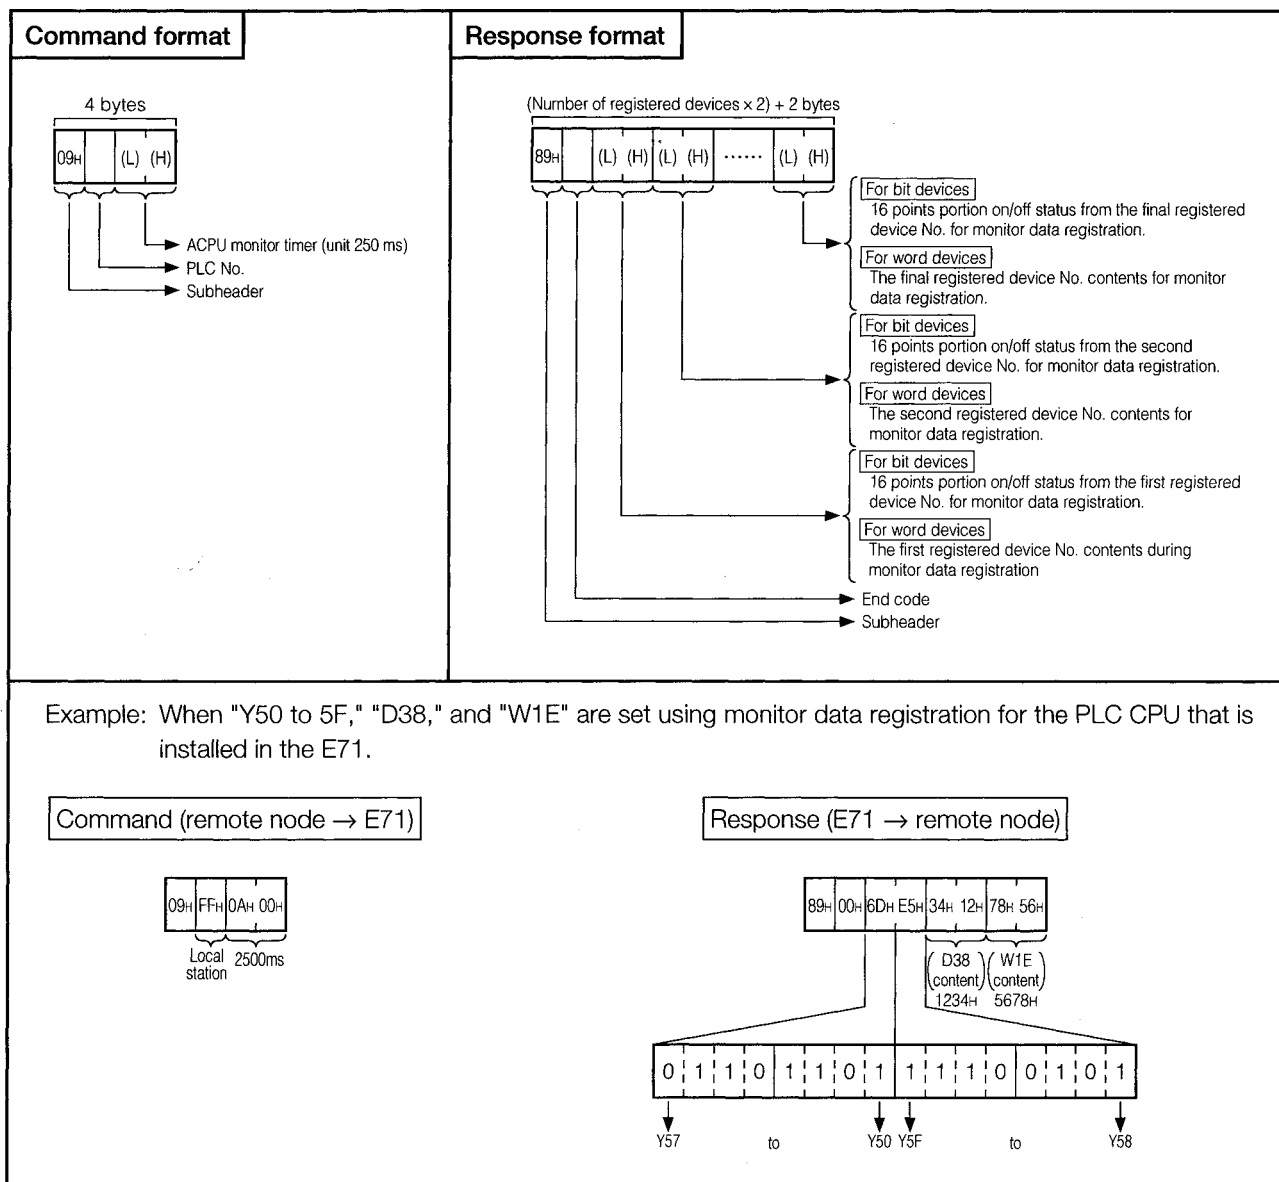 Command format
4 bytes
09H (L) (H)
ACPU monitor timer (unit 250 ms)
PLC No.
Subheader
Response format
(Number of registered devices × 2) + 2 bytes
89H (L) (H) (L) (H) ······ (L) (H)
For bit devices
16 points portion on/off status from the final registered
device No. for monitor data registration.
For word devices
The final registered device No. contents for monitor
data registration.
For bit devices
16 points portion on/off status from the second
registered device No. for monitor data registration.
For word devices
The second registered device No. contents for
monitor data registration.
For bit devices
16 points portion on/off status from the first registered
device No. for monitor data registration.
For word devices
The first registered device No. contents during
monitor data registration
End code
Subheader
Example: When "Y50 to 5F," "D38," and "W1E" are set using monitor data registration for the PLC CPU that is
installed in the E71.
Command (remote node → E71)
09H FFH 0AH 00H
Local 2500ms
station
Response (E71 → remote node)
89H 00H 6DH E5H 34H 12H 78H 56H
(D38 content) (W1E content)
1234H 5678H
0 1 1 0 1 1 0 1 1 1 1 0 0 1 0 1
Y57 to Y50 Y5F to Y58